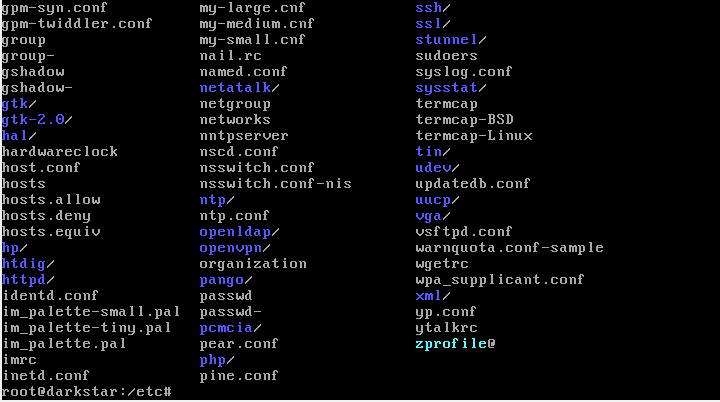 gpm-syn.conf my-large.cnf ssh/
gpm-twiddler.conf my-medium.cnf ssl/
group my-small.cnf stunnel/
group- nail.rc sudoers
gshadow named.conf syslog.conf
gshadow- netatalk/ sysstat/
gtk/ netgroup termcap
gtk-2.0/ networks termcap-BSD
hal/ nntpserver termcap-Linux
hardwareclock nscd.conf tin/
host.conf nsswitch.conf udev/
hosts nsswitch.conf-nis updatedb.conf
hosts.allow ntp/ uucp/
hosts.deny ntp.conf vga/
hosts.equiv openldap/ vsftpd.conf
hp/ openvpn/ warnquota.conf-sample
htdig/ organization wgetrc
httpd/ pango/ wpa_supplicant.conf
identd.conf passwd xml/
im_palette-small.pal passwd- yp.conf
im_palette-tiny.pal pcmcia/ ytalkrc
im_palette.pal pear.conf zprofile@
imrc php/
inetd.conf pine.conf
root@darkstar:/etc#